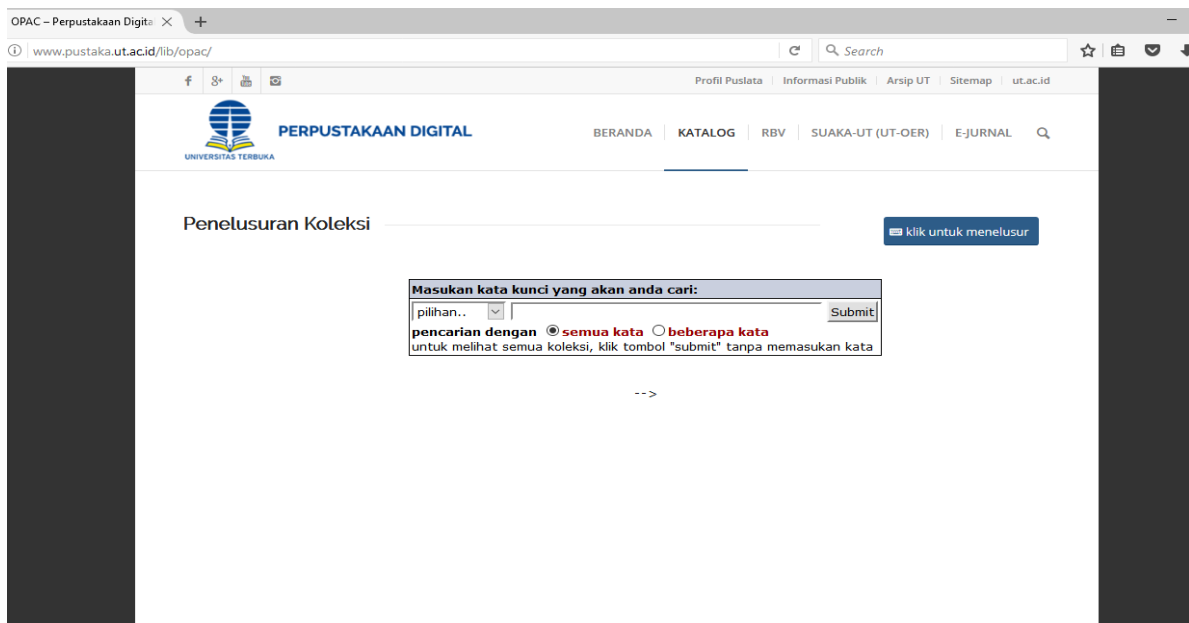 OPAC – Perpustakaan Digita
www.pustaka.ut.ac.id/lib/opac/
Search
Profil Puslata Informasi Publik Arsip UT Sitemap ut.ac.id
UNIVERSITAS TERBUKA
PERPUSTAKAAN DIGITAL
BERANDA KATALOG RBV SUAKA-UT (UT-OER) E-JURNAL
Penelusuran Koleksi
klik untuk menelusur
Masukan kata kunci yang akan anda cari:
pilihan.. Submit
pencarian dengan semua kata beberapa kata
untuk melihat semua koleksi, klik tombol "submit" tanpa memasukan kata
-->